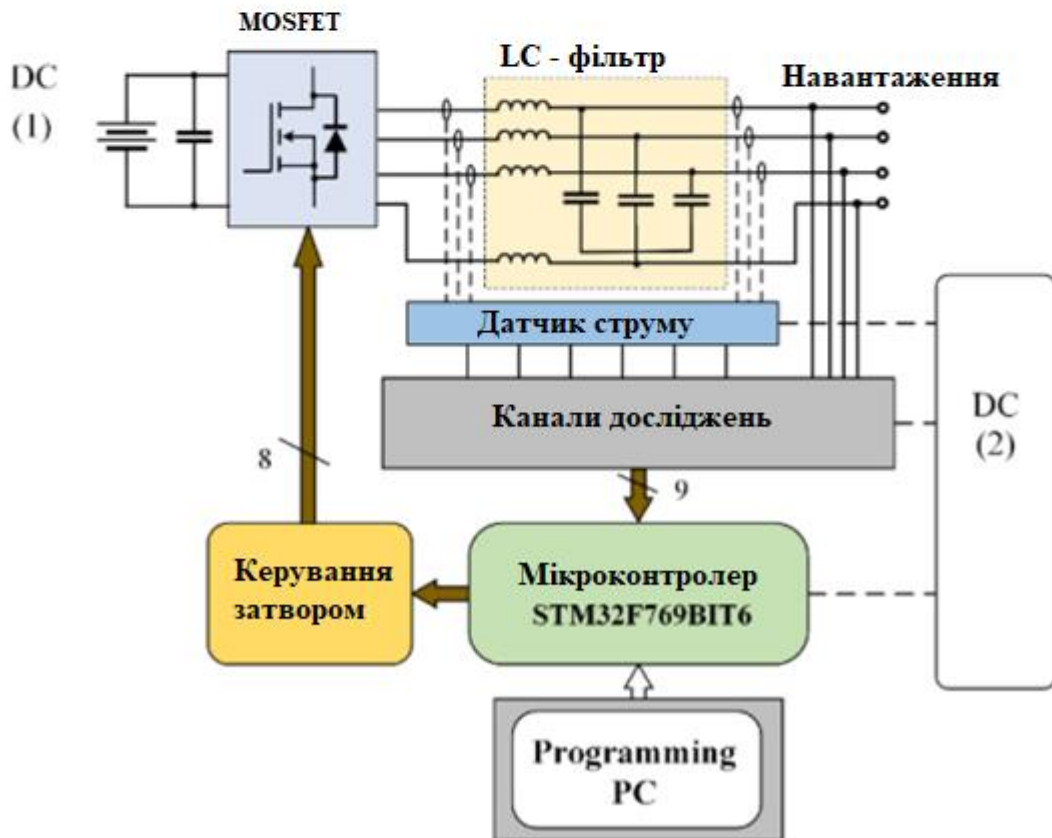 MOSFET
DC
(1)
LC - фільтр
Навантаження
Датчик струму
Канали досліджень
DC
(2)
8
9
Керування
затвором
Мікроконтролер
STM32F769BIT6
Programming
PC